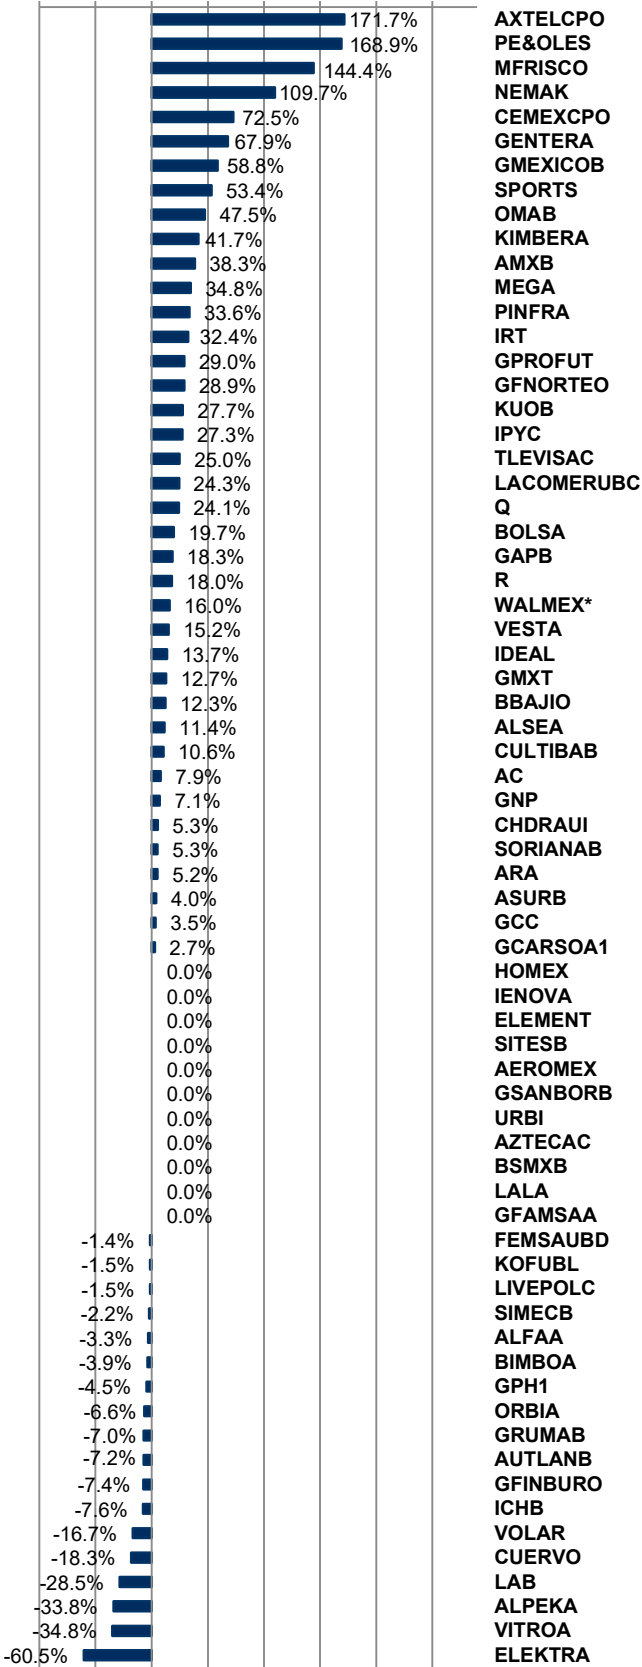 171.7% AXTELCPO
168.9% PE&OLES
144.4% MFRISCO
109.7% NEMAK
72.5% CEMEXCPO
67.9% GENTERA
58.8% GMEXICOB
53.4% SPORTS
47.5% OMAB
41.7% KIMBERA
38.3% AMXB
34.8% MEGA
33.6% PINFRA
32.4% IRT
29.0% GPROFUT
28.9% GFNORTEO
27.7% KUOB
27.3% IPYC
25.0% TLEVISAC
24.3% LACOMERUBC
24.1% Q
19.7% BOLSA
18.3% GAPB
18.0% R
16.0% WALMEX*
15.2% VESTA
13.7% IDEAL
12.7% GMXT
12.3% BBAJIO
11.4% ALSEA
10.6% CULTIBAB
7.9% AC
7.1% GNP
5.3% CHDRAUI
5.3% SORIANAB
5.2% ARA
4.0% ASURB
3.5% GCC
2.7% GCARSOA1
0.0% HOMEX
0.0% IENOVA
0.0% ELEMENT
0.0% SITESB
0.0% AEROMEX
0.0% GSANBORB
0.0% URBI
0.0% AZTECAC
0.0% BSMXB
0.0% LALA
0.0% GFAMSAA
-1.4% FEMSAUBD
-1.5% KOFUBL
-1.5% LIVEPOLC
-2.2% SIMECB
-3.3% ALFAA
-3.9% BIMBOA
-4.5% GPH1
-6.6% ORBIA
-7.0% GRUMAB
-7.2% AUTLANB
-7.4% GFINBURO
-7.6% ICHB
-16.7% VOLAR
-18.3% CUERVO
-28.5% LAB
-33.8% ALPEKA
-34.8% VITROA
-60.5% ELEKTRA